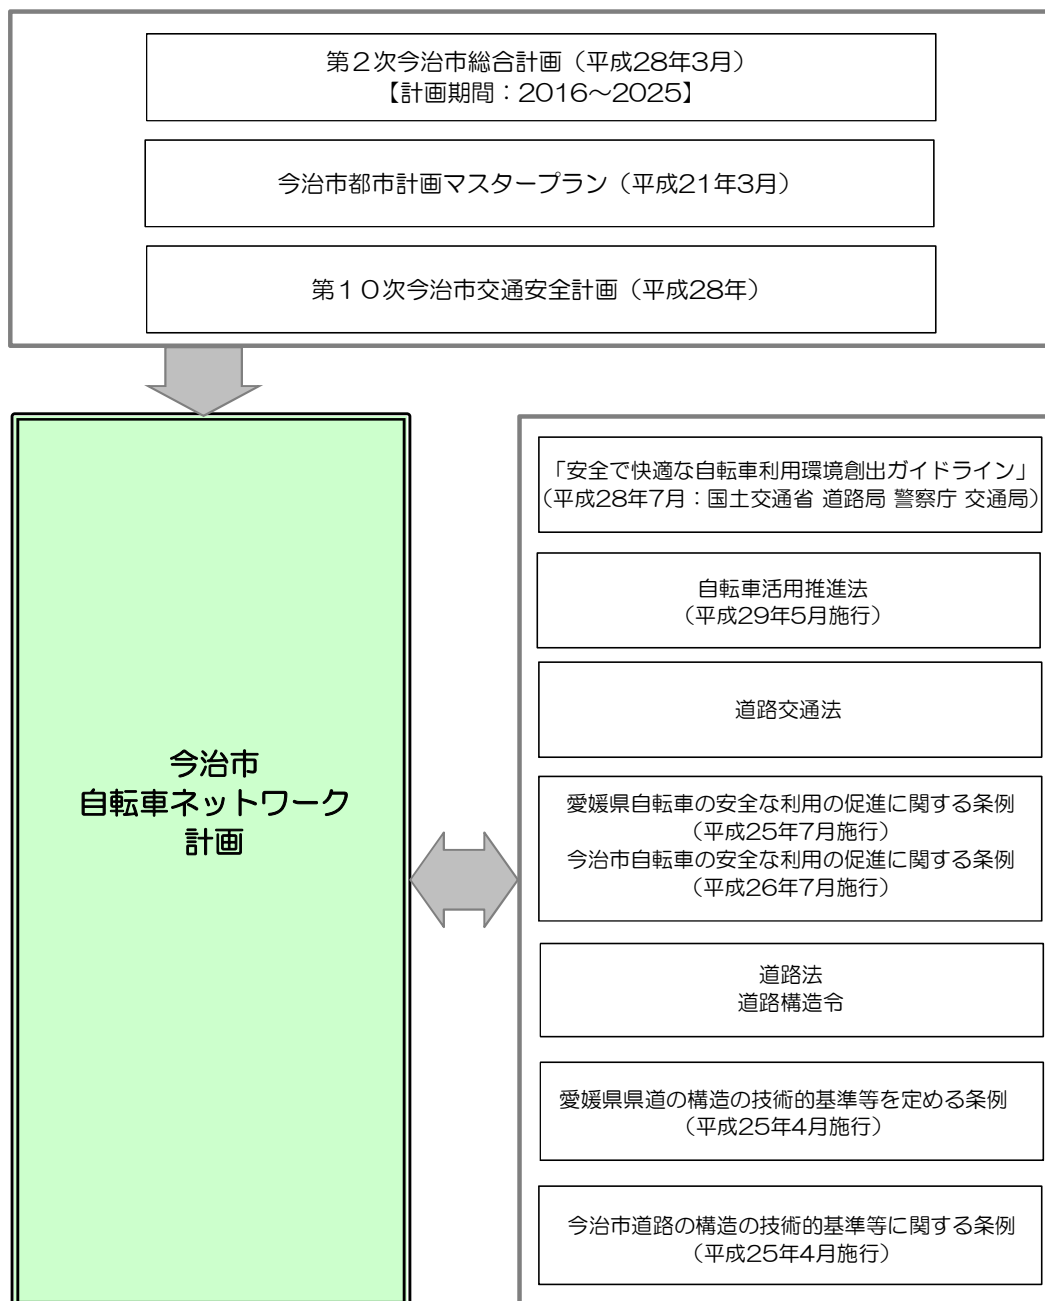 第２次今治市総合計画（平成28年3月）
【計画期間：2016～2025】
今治市都市計画マスタープラン（平成21年3月）
第１０次今治市交通安全計画（平成28年）
今治市
自転車ネットワーク
計画
「安全で快適な自転車利用環境創出ガイドライン」
（平成28年7月：国土交通省 道路局 警察庁 交通局）
自転車活用推進法
（平成29年5月施行）
道路交通法
愛媛県自転車の安全な利用の促進に関する条例
（平成25年7月施行）
今治市自転車の安全な利用の促進に関する条例
（平成26年7月施行）
道路法
道路構造令
愛媛県県道の構造の技術的基準等を定める条例
（平成25年4月施行）
今治市道路の構造の技術的基準等に関する条例
（平成25年4月施行）